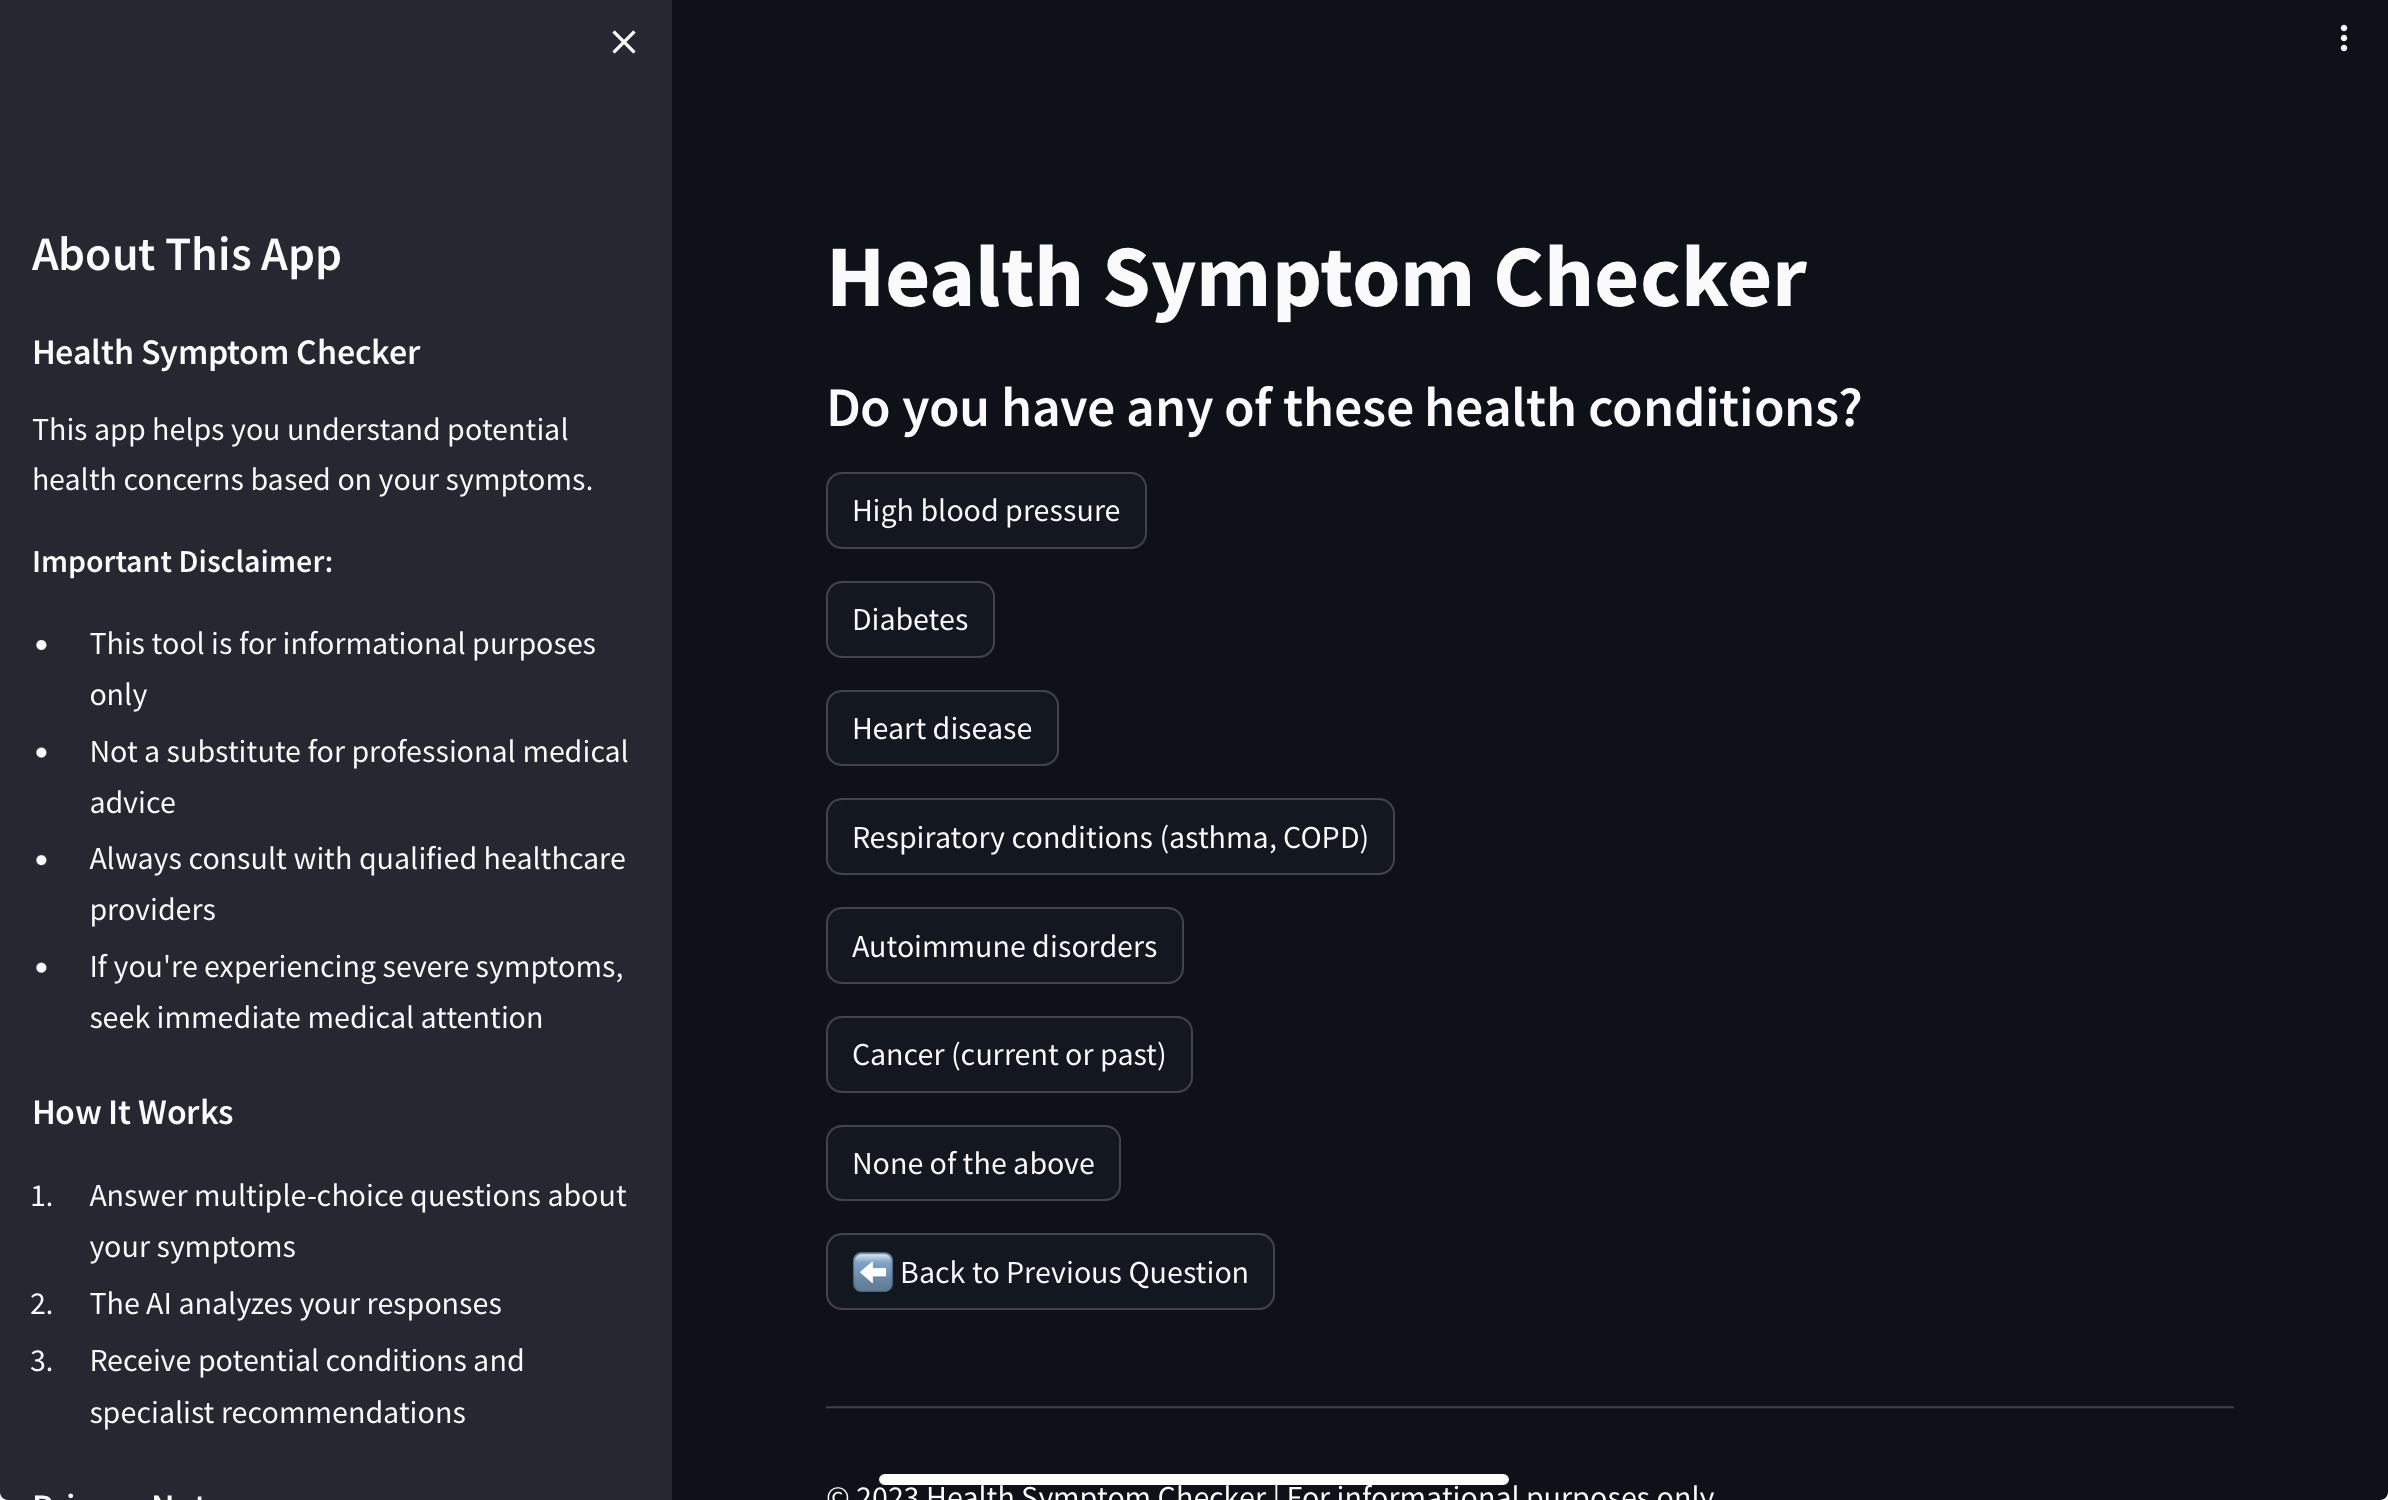 About This App
Health Symptom Checker
This app helps you understand potential
health concerns based on your symptoms.
Important Disclaimer:
• This tool is for informational purposes
only
• Not a substitute for professional medical
advice
• Always consult with qualified healthcare
providers
• If you're experiencing severe symptoms,
seek immediate medical attention
How It Works
1. Answer multiple-choice questions about
your symptoms
2. The AI analyzes your responses
3. Receive potential conditions and
specialist recommendations
Health Symptom Checker
Do you have any of these health conditions?
High blood pressure
Diabetes
Heart disease
Respiratory conditions (asthma, COPD)
Autoimmune disorders
Cancer (current or past)
None of the above
⬅️ Back to Previous Question
© 2023 Health Symptom Checker | For informational purposes only